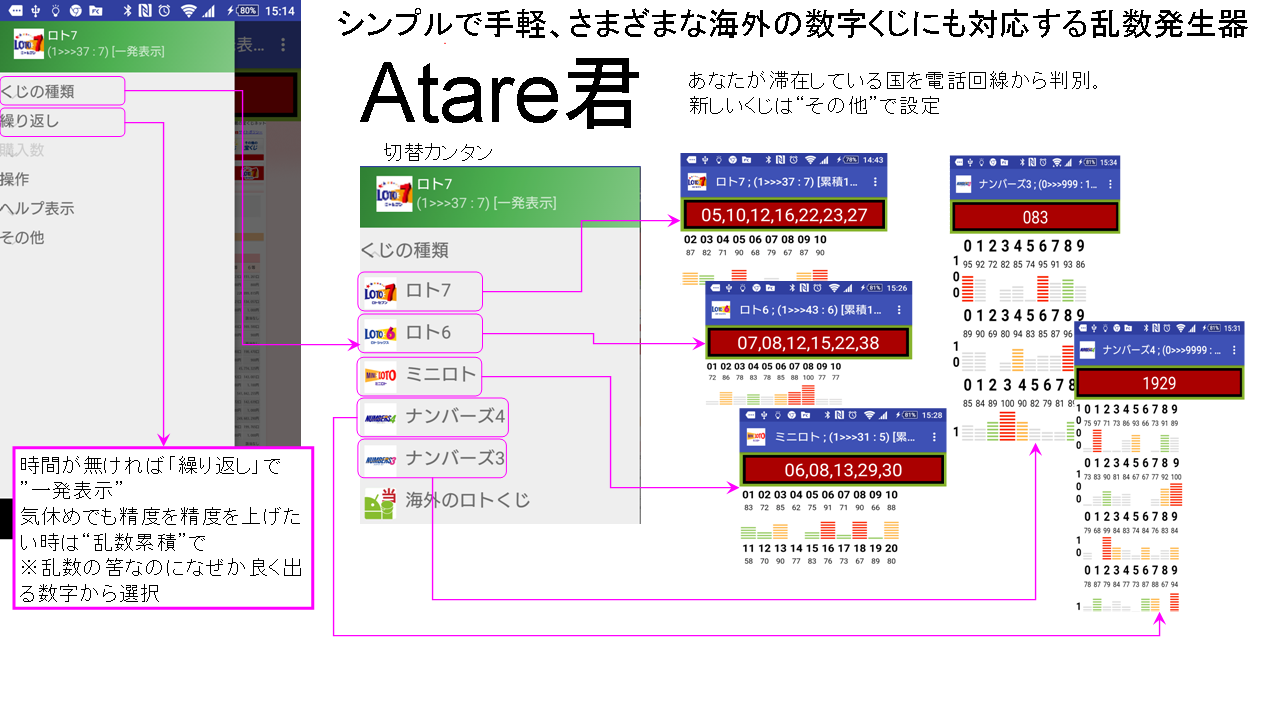 シンプルで手軽、さまざまな海外の数字くじにも対応する乱数発生器
Atare君
あなたが滞在している国を電話回線から判別。
新しいくじは“その他”で設定
切替カンタン
80% 15:14
ロト7
(1>>>37 : 7) [一発表示]
くじの種類
繰り返し
購入数
操作
ヘルプ表示
その他
時間が無ければ「繰り返し」で
”一発表示”
気休めでも精度を精度を上げた
い時は“乱数累積”で
※乱数の筈なのになぜか良く出
る数字から選択
ロト7
(1>>>37 : 7) [一発表示]
くじの種類
ロト7
ロト6
ミニロト
ナンバーズ4
ナンバーズ3
海外のロトくじ
78% 14:43
ロト7 ; (1>>>37 : 7) [累積1...
05,10,12,16,22,23,27
02 03 04 05 06 07 08 09 10
87 82 71 90 68 79 67 87 90
81% 15:26
ロト6 ; (1>>>43 : 6) [累積1...
07,08,12,15,22,38
01 02 03 04 05 06 07 08 09 10
72 86 78 83 78 85 88 100 77 77
81% 15:28
ミニロト ; (1>>>31 : 5) [累...
06,08,13,29,30
01 02 03 04 05 06 07 08 09 10
83 72 85 68 75 91 71 90 66 88
11 12 13 14 15 16 17 18 19 20
58 70 90 77 83 76 73 67 89 80
81% 15:34
ナンバーズ3 ; (0>>>999 : 1...
083
0 1 2 3 4 5 6 7 8 9
95 92 72 82 85 74 95 91 93 86
100
0 1 2 3 4 5 6 7 8 9
89 90 69 80 94 83 85 87 96
10
0 1 2 3 4 5 6 7 8
85 84 89 100 90 82 79 81 8
1
81% 15:31
ナンバーズ4 ; (0>>>9999 : ...
1929
0 1 2 3 4 5 6 7 8 9
75 97 71 73 86 93 66 73 91 89
1000
0 1 2 3 4 5 6 7 8 9
80 73 79 83 80 83 76 77 92 100
100
0 1 2 3 4 5 6 7 8 9
79 68 99 84 83 74 84 76 83 84
10
0 1 2 3 4 5 6 7 8 9
78 87 79 84 77 73 87 88 67 94
1